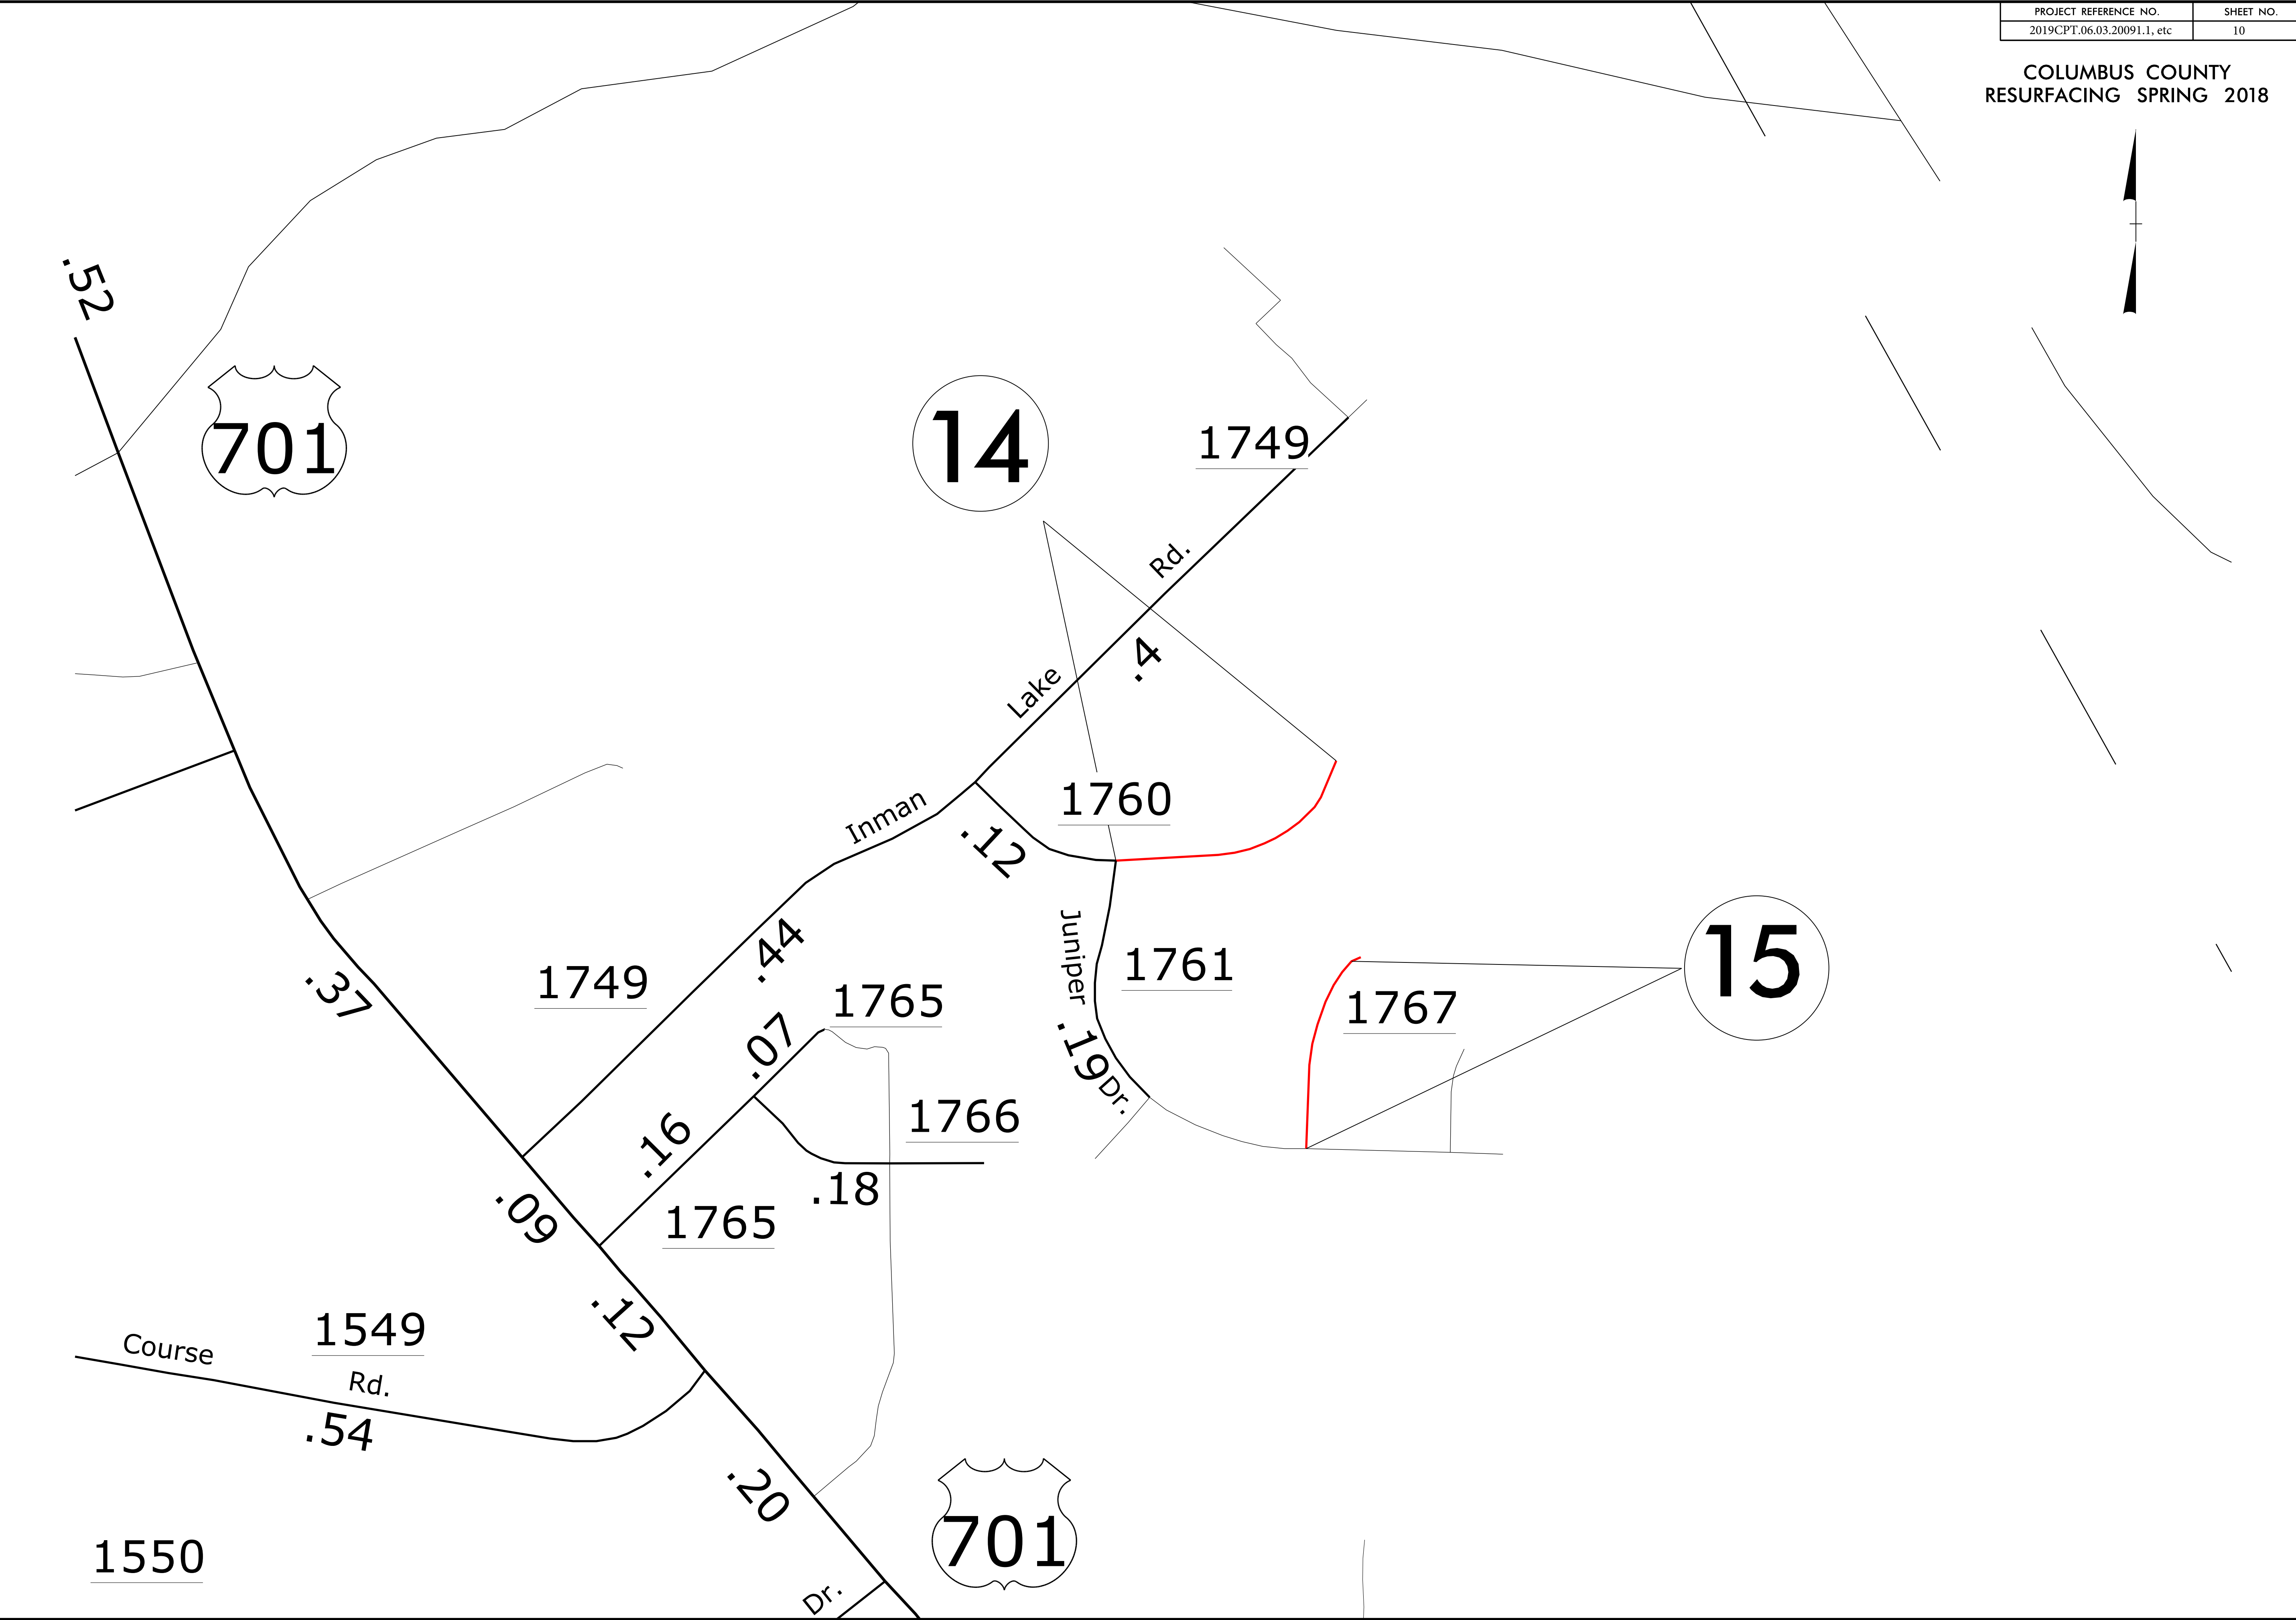 PROJECT REFERENCE NO. SHEET NO.
2019CPT.06.03.20091.1, etc 10
COLUMBUS COUNTY
RESURFACING SPRING 2018
.52
701
14
1749
Rd.
.4
Lake
1760
Inman
.12
.44
Juniper
1761
15
1749
.37
1765
1767
.07
.19
Dr.
1766
.16
.18
.09
1765
.12
1549
Course
Rd.
.54
.20
701
1550
Dr.